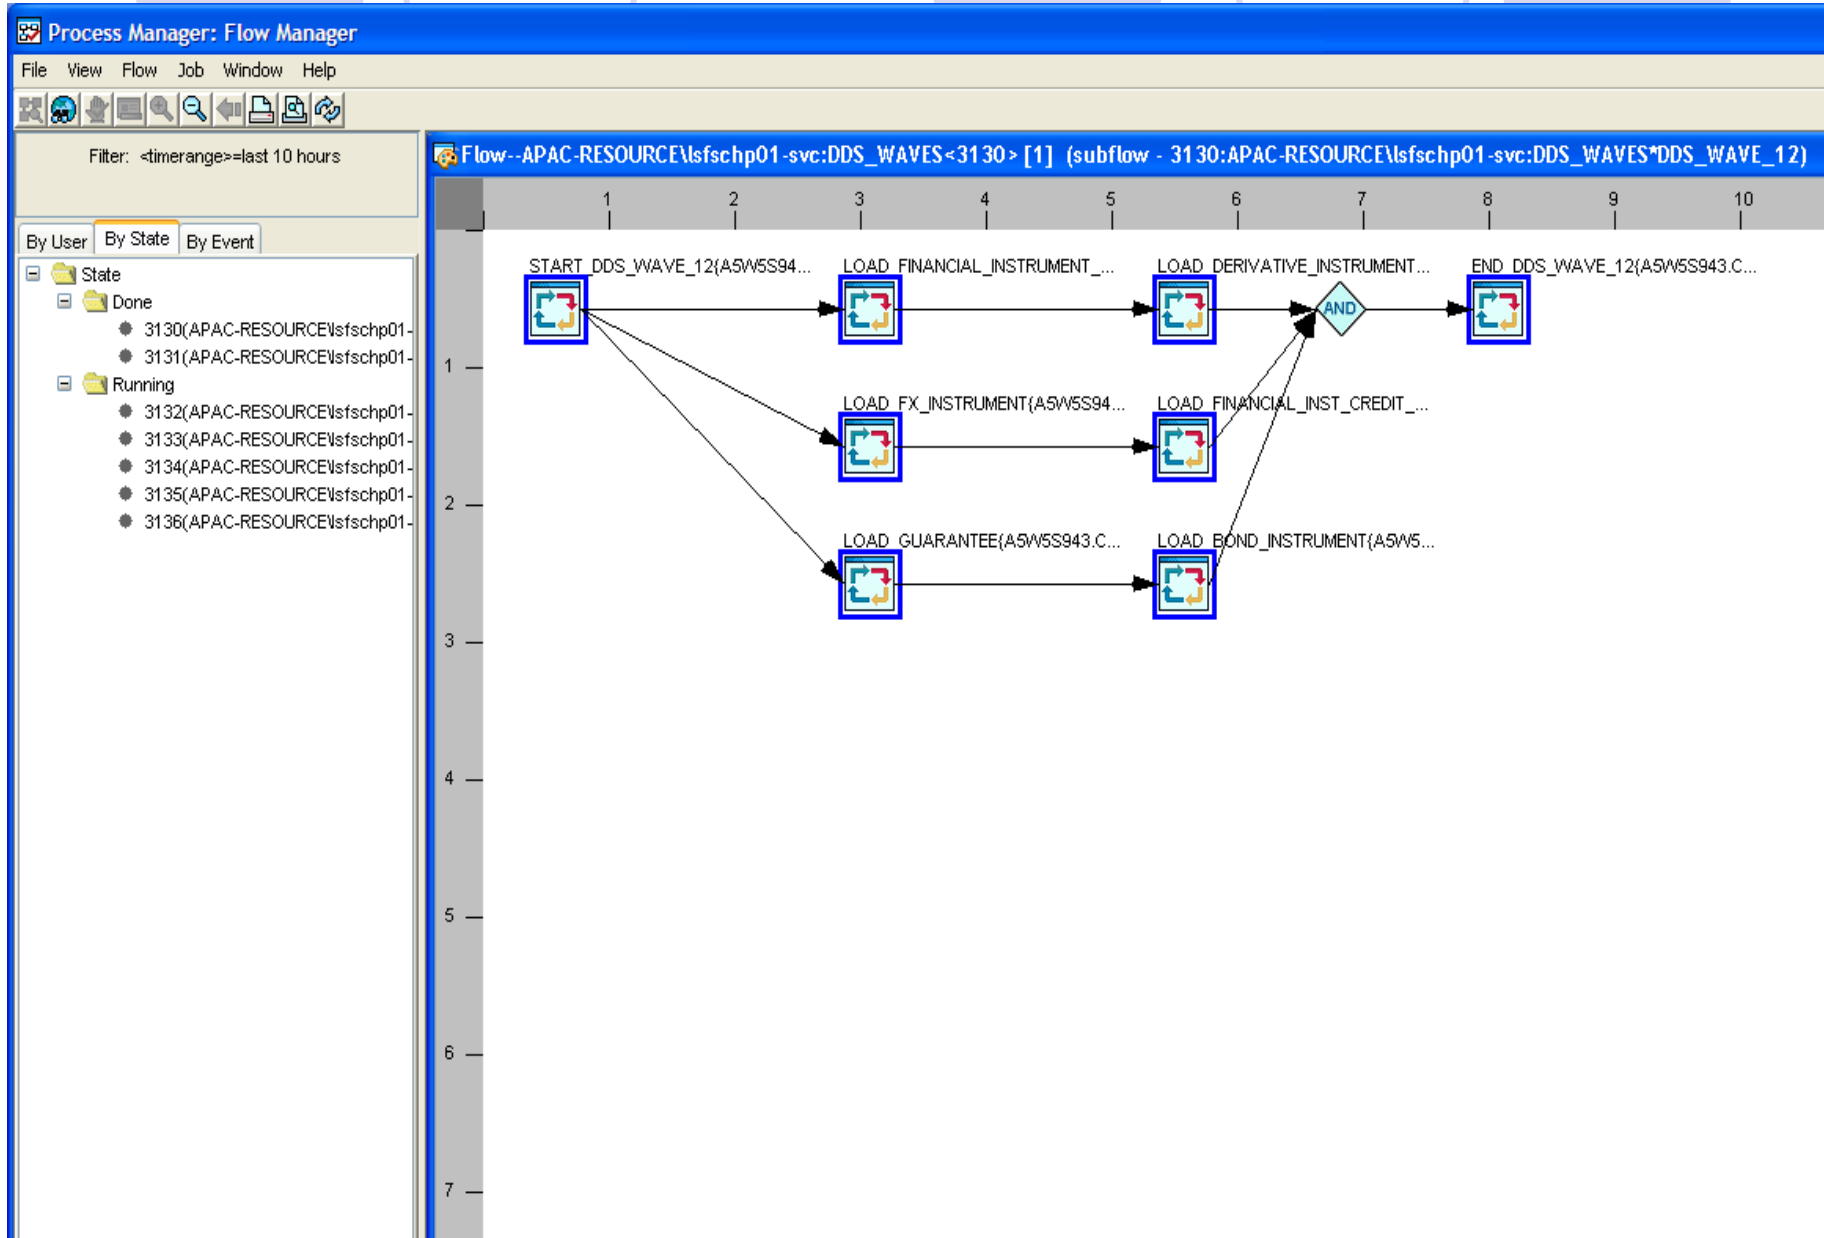 Process Manager: Flow Manager
File View Flow Job Window Help
Filter: <timerange>=last 10 hours
By User By State By Event
State
Done
3130(APAC-RESOURCE\lsfschp01-
3131(APAC-RESOURCE\lsfschp01-
Running
3132(APAC-RESOURCE\lsfschp01-
3133(APAC-RESOURCE\lsfschp01-
3134(APAC-RESOURCE\lsfschp01-
3135(APAC-RESOURCE\lsfschp01-
3136(APAC-RESOURCE\lsfschp01-
Flow--APAC-RESOURCE\lsfschp01-svc:DDS_WAVES<3130> [1] (subflow - 3130:APAC-RESOURCE\lsfschp01-svc:DDS_WAVES*DDS_WAVE_12)
1 2 3 4 5 6 7 8 9 10
START_DDS_WAVE_12{A5W5S94... LOAD_FINANCIAL_INSTRUMENT_... LOAD_DERIVATIVE_INSTRUMENT... END_DDS_WAVE_12{A5W5S943.C...
AND
1
LOAD_FX_INSTRUMENT{A5W5S94... LOAD_FINANCIAL_INST_CREDIT_...
2
LOAD_GUARANTEE{A5W5S943.C... LOAD_BOND_INSTRUMENT{A5W5...
3
4
5
6
7